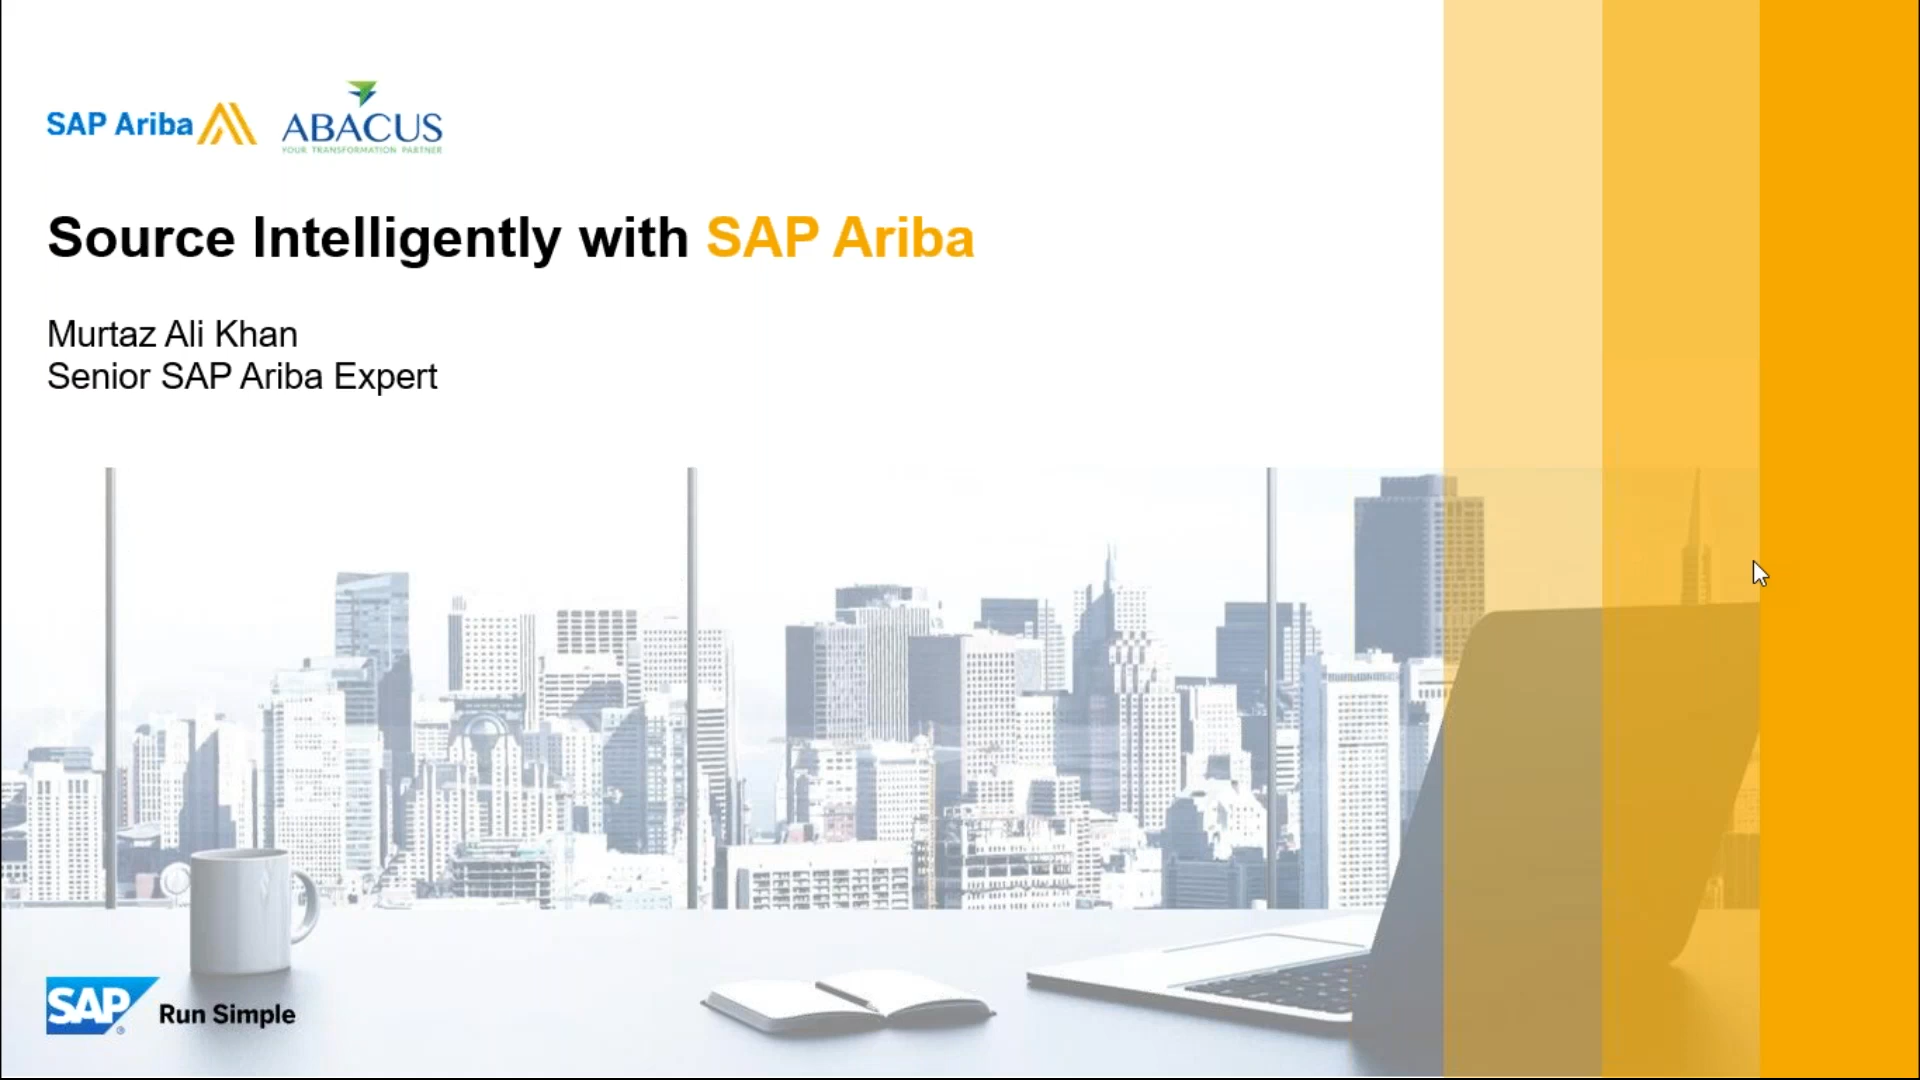 SAP Ariba
ABACUS
YOUR TRANSFORMATION PARTNER
Source Intelligently with SAP Ariba
Murtaz Ali Khan
Senior SAP Ariba Expert
SAP ® Run Simple